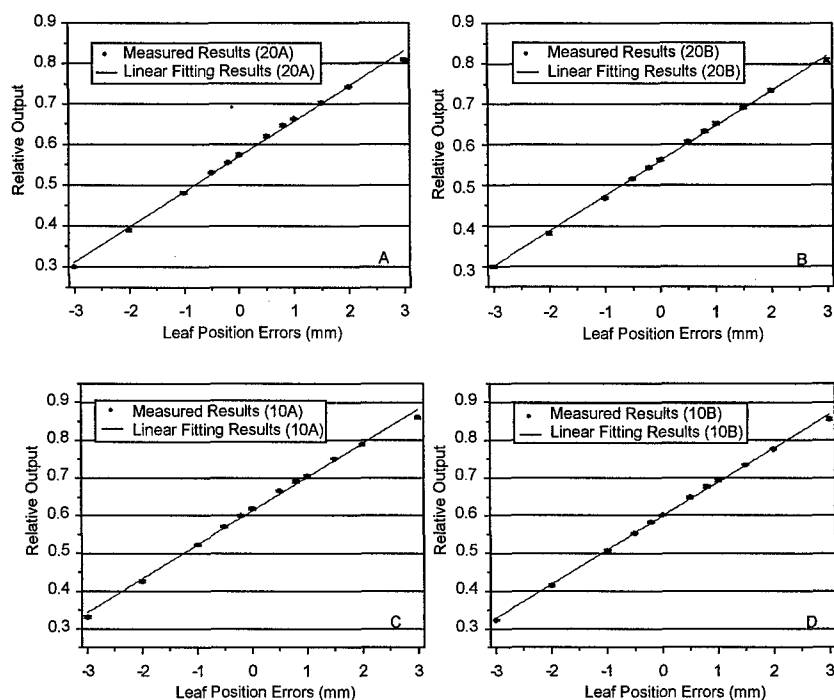 0.9
0.8
0.7
0.6
0.5
0.4
0.3
Relative Output
Measured Results (20A)
Linear Fitting Results (20A)
A
-3 -2 -1 0 1 2 3
Leaf Position Errors (mm)
0.9
0.8
0.7
0.6
0.5
0.4
0.3
Relative Output
Measured Results (20B)
Linear Fitting Results (20B)
B
-3 -2 -1 0 1 2 3
Leaf Position Errors (mm)
0.9
0.8
0.7
0.6
0.5
0.4
0.3
Relative Output
Measured Results (10A)
Linear Fitting Results (10A)
C
-3 -2 -1 0 1 2 3
Leaf Position Errors (mm)
0.9
0.8
0.7
0.6
0.5
0.4
0.3
Relative Output
Measured Results (10B)
Linear Fitting Results (10B)
D
-3 -2 -1 0 1 2 3
Leaf Position Errors (mm)